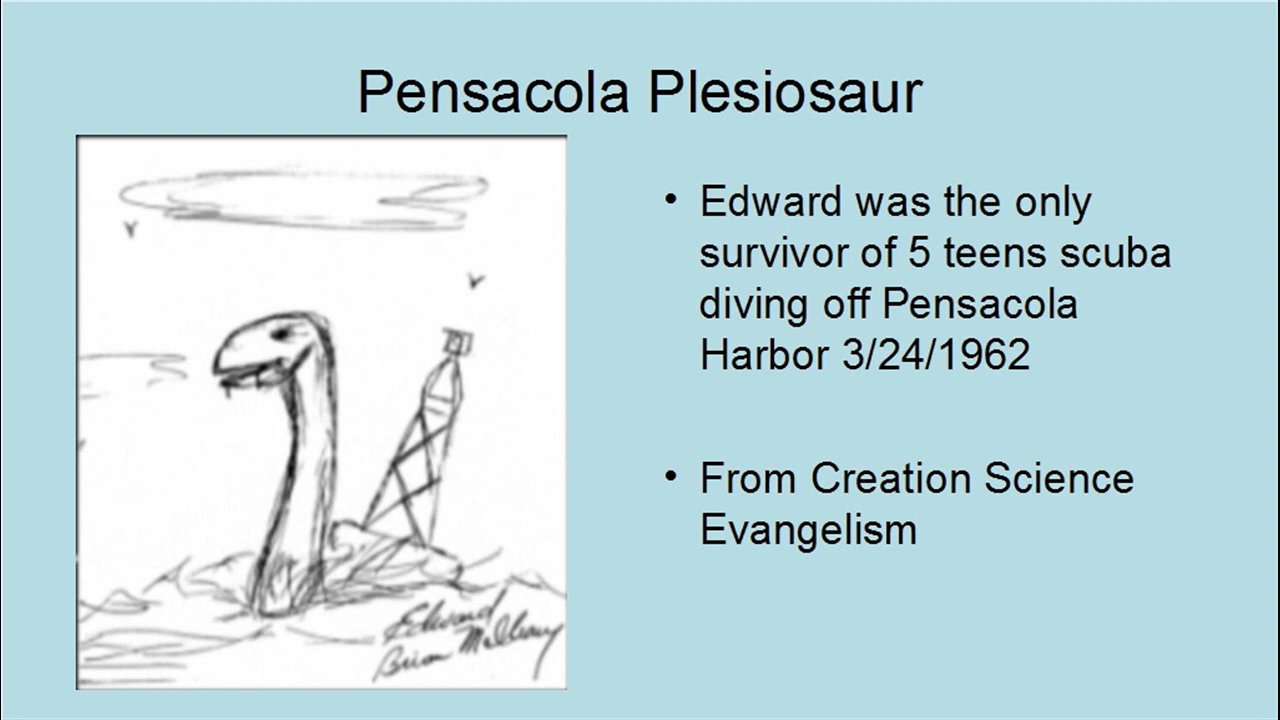 Pensacola Plesiosaur
• Edward was the only
survivor of 5 teens scuba
diving off Pensacola
Harbor 3/24/1962
• From Creation Science
Evangelism
Edward
Brian